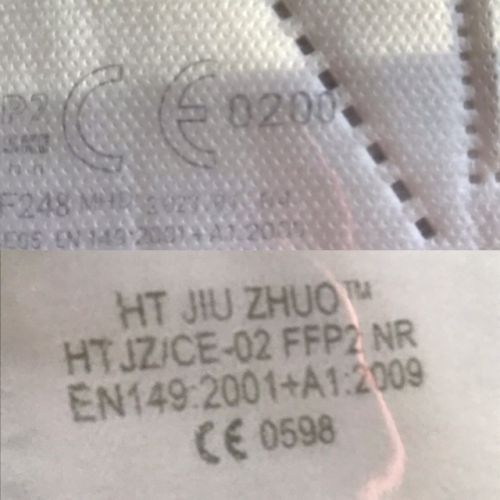 P2
CE 0200
F248
EN 149:2001+A1:2009
HT JIU ZHUO™
HTJZ/CE-02 FFP2 NR
EN149:2001+A1:2009
CE 0598